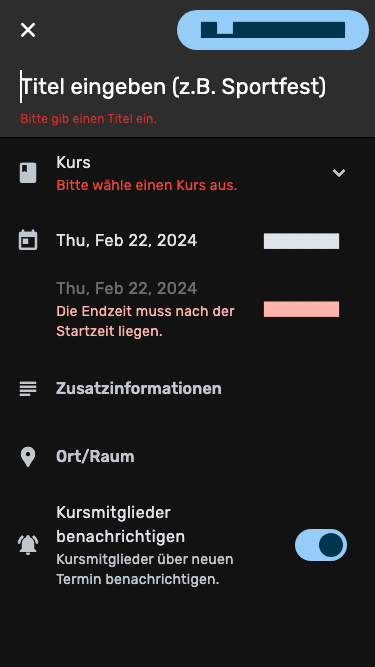 Titel eingeben (z.B. Sportfest)
Bitte gib einen Titel ein.
Kurs
Bitte wähle einen Kurs aus.
Thu, Feb 22, 2024
Thu, Feb 22, 2024
Die Endzeit muss nach der
Startzeit liegen.
Zusatzinformationen
Ort/Raum
Kursmitglieder
benachrichtigen
Kursmitglieder über neuen
Termin benachrichtigen.